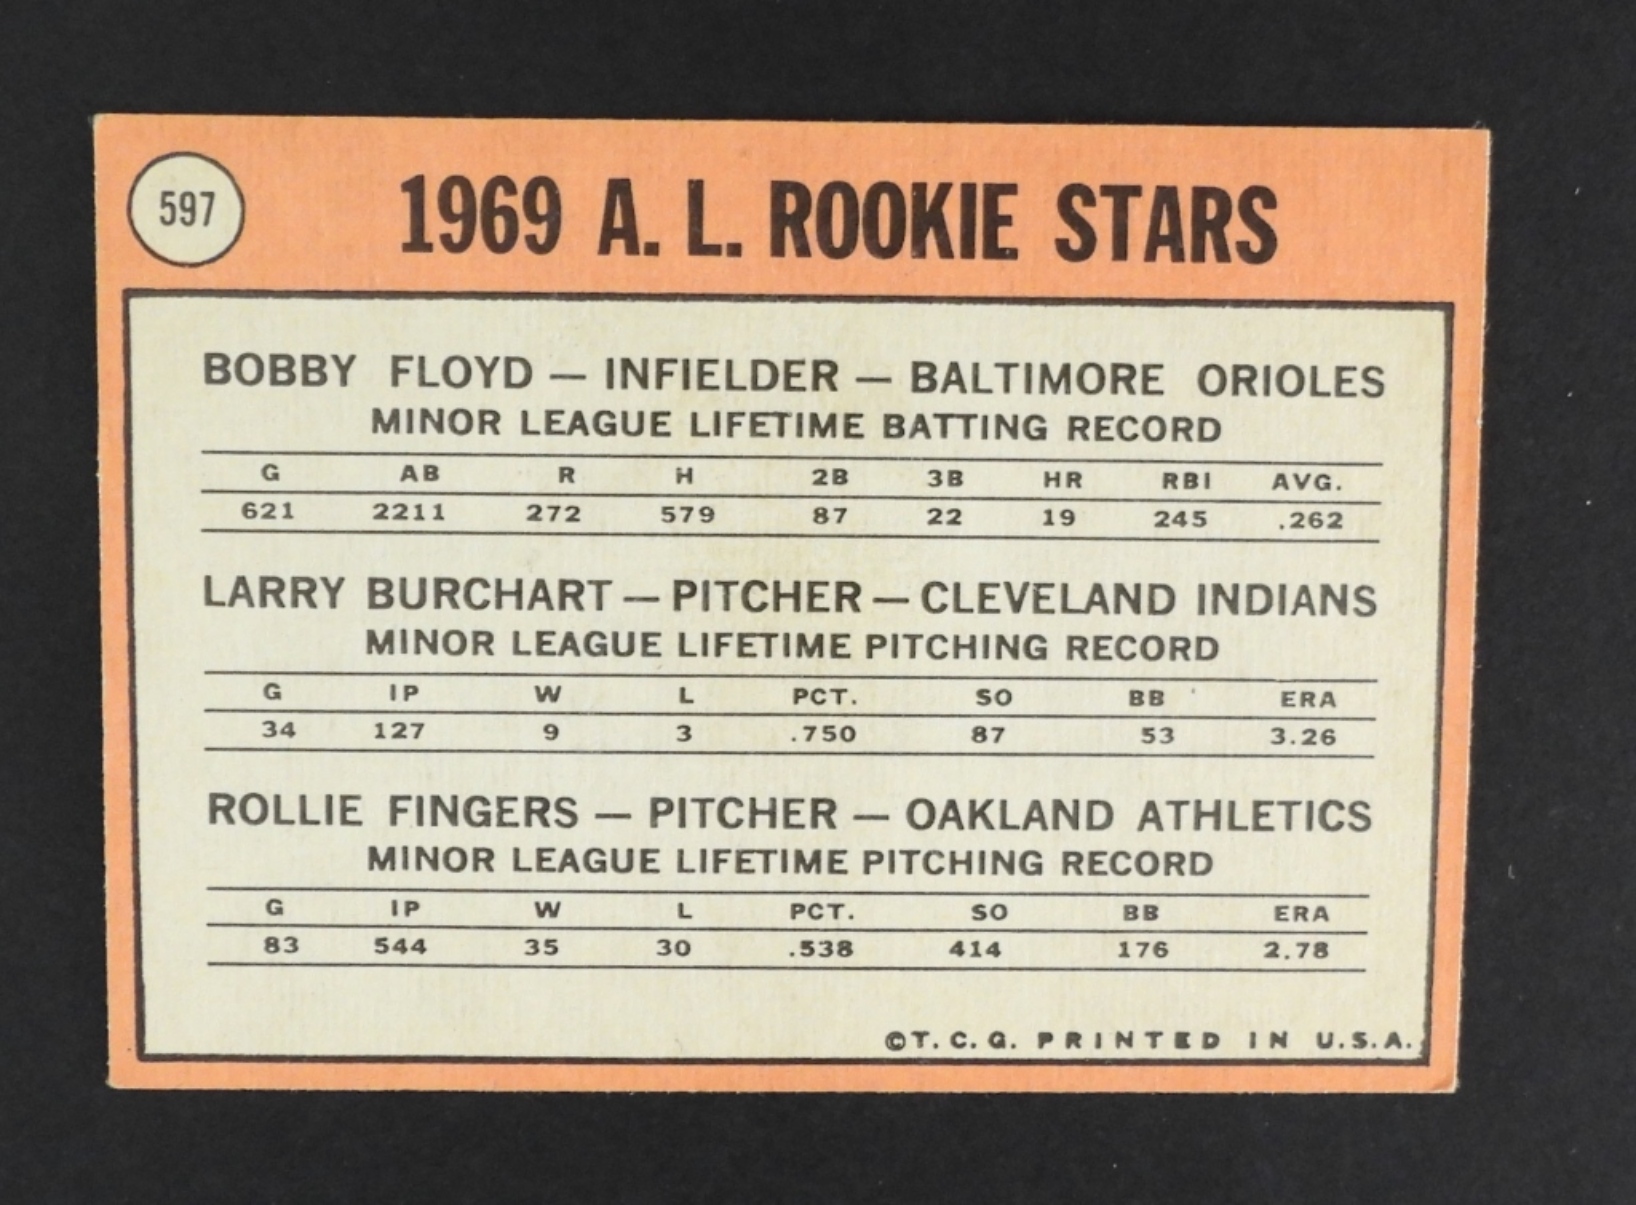 597
1969 A. L. ROOKIE STARS
BOBBY FLOYD — INFIELDER — BALTIMORE ORIOLES
MINOR LEAGUE LIFETIME BATTING RECORD
G AB R H 2B 3B HR RBI AVG.
621 2211 272 579 87 22 19 245 .262
LARRY BURCHART — PITCHER — CLEVELAND INDIANS
MINOR LEAGUE LIFETIME PITCHING RECORD
G IP W L PCT. SO BB ERA
34 127 9 3 .750 87 53 3.26
ROLLIE FINGERS — PITCHER — OAKLAND ATHLETICS
MINOR LEAGUE LIFETIME PITCHING RECORD
G IP W L PCT. SO BB ERA
83 544 35 30 .538 414 176 2.78
©T.C.G. PRINTED IN U.S.A.